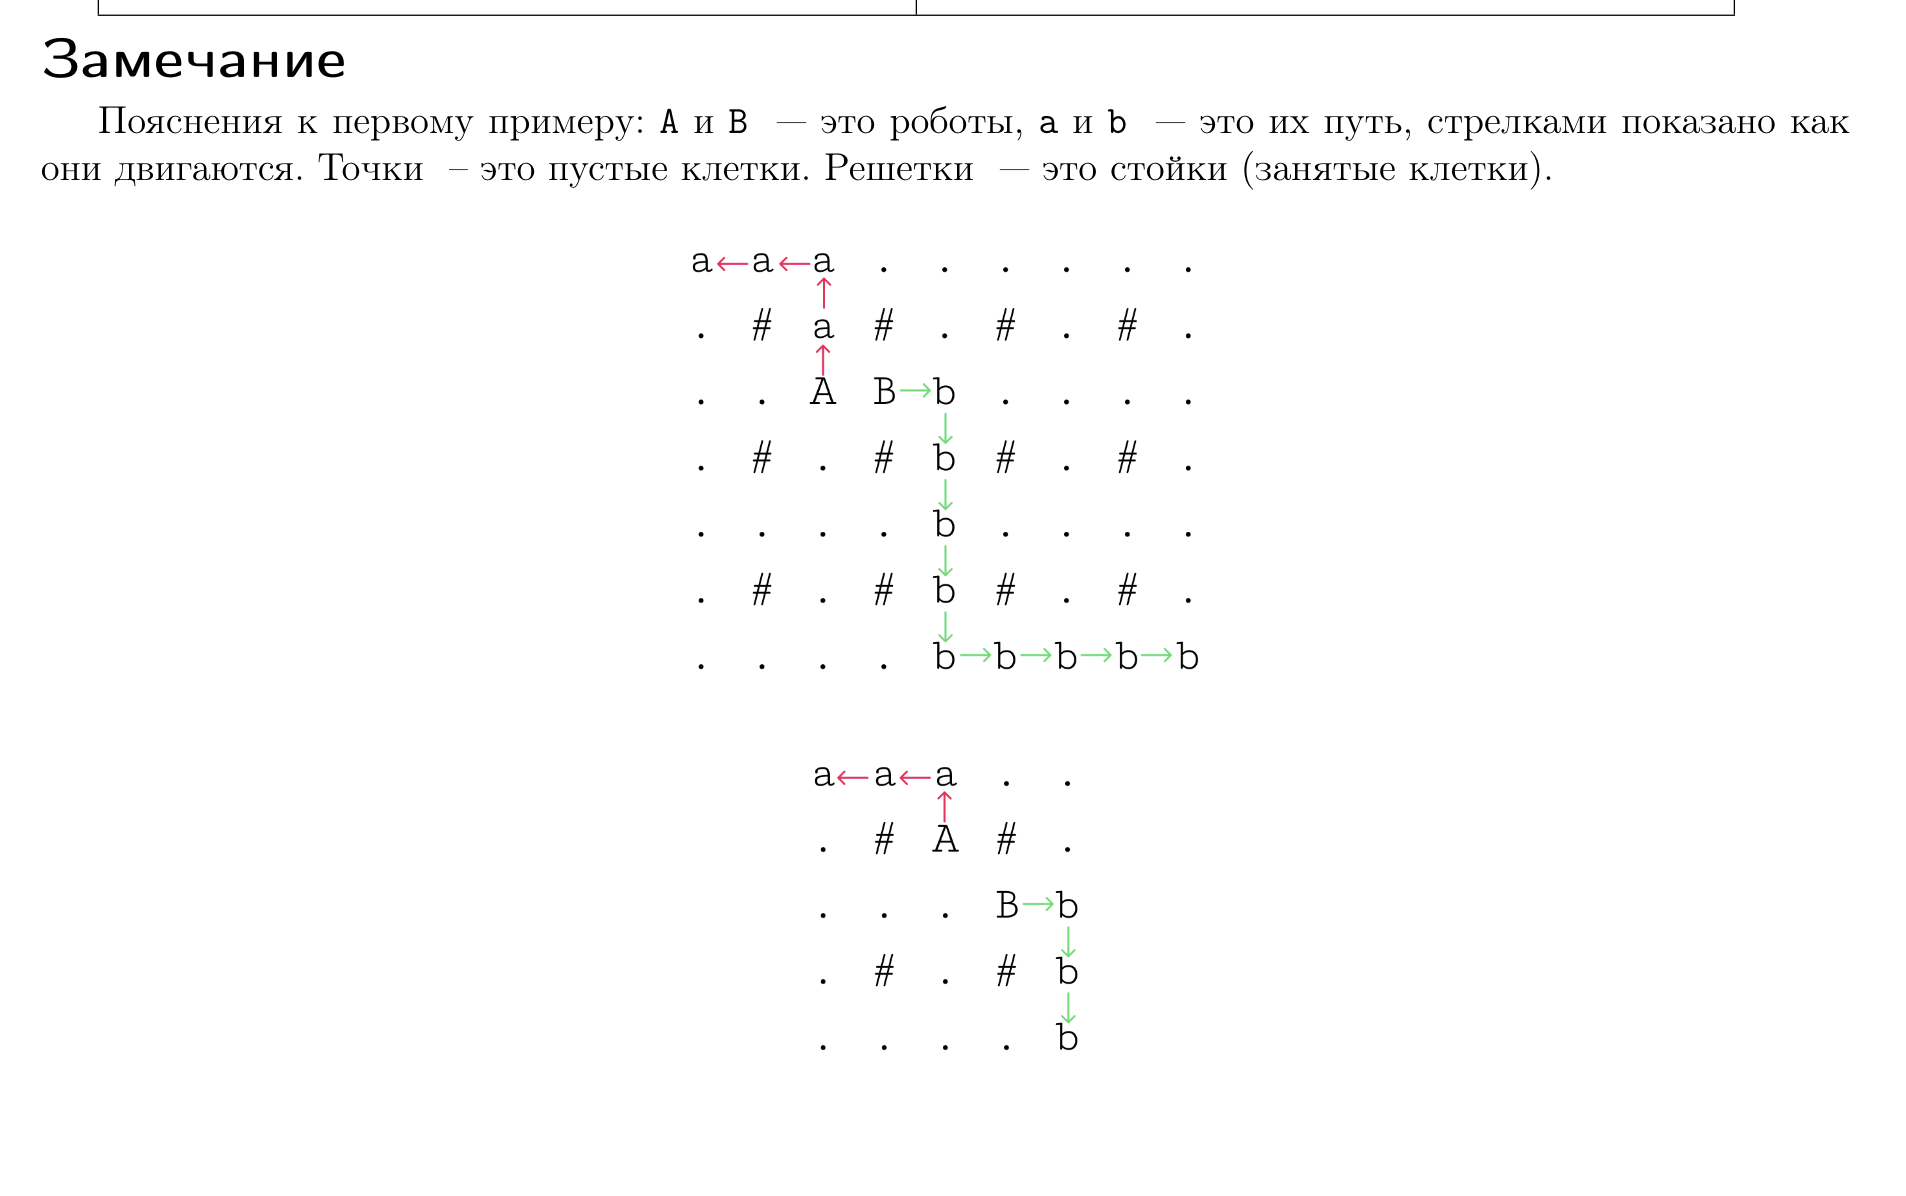 Замечание
Пояснения к первому примеру: A и B — это роботы, a и b — это их путь, стрелками показано как
они двигаются. Точки – это пустые клетки. Решетки — это стойки (занятые клетки).
a←a←a . . . . . .
↑
. # a # . # . # .
↑
. . A B→b . . . .
↓
. # . # b # . # .
↓
. . . . b . . . .
↓
. # . # b # . # .
↓
. . . . b→b→b→b→b
a←a←a . .
↑
. # A # .
. . . B→b
↓
. # . # b
↓
. . . . b